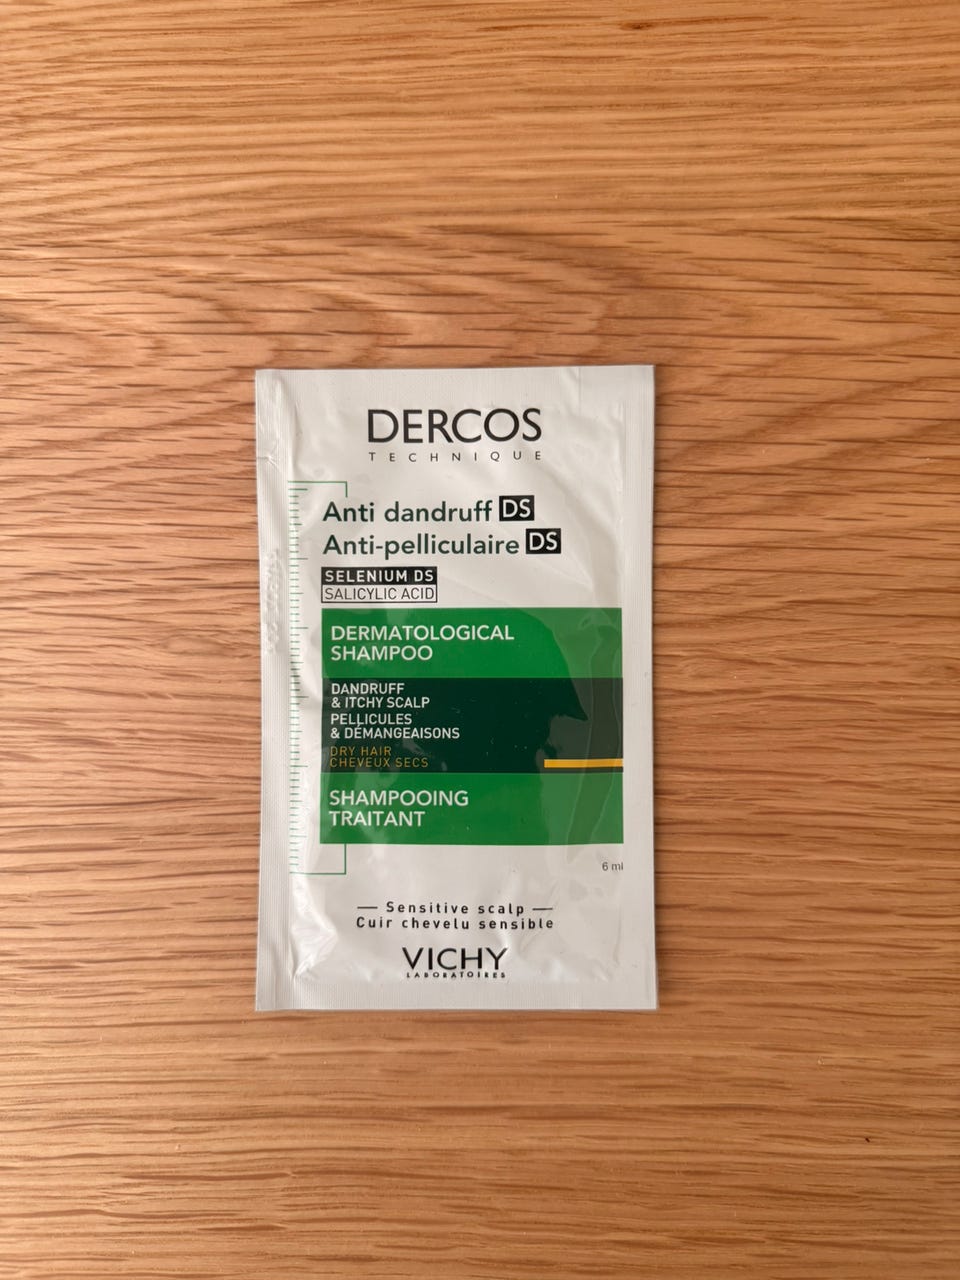 DERCOS
TECHNIQUE
Anti dandruff DS
Anti-pelliculaire DS
SELENIUM DS
SALICYLIC ACID
DERMATOLOGICAL
SHAMPOO
DANDRUFF
& ITCHY SCALP
PELLICULES
& DÉMANGEAISONS
DRY HAIR
CHEVEUX SECS
SHAMPOOING
TRAITANT
6 ml
Sensitive scalp
Cuir chevelu sensible
VICHY
LABORATOIRES